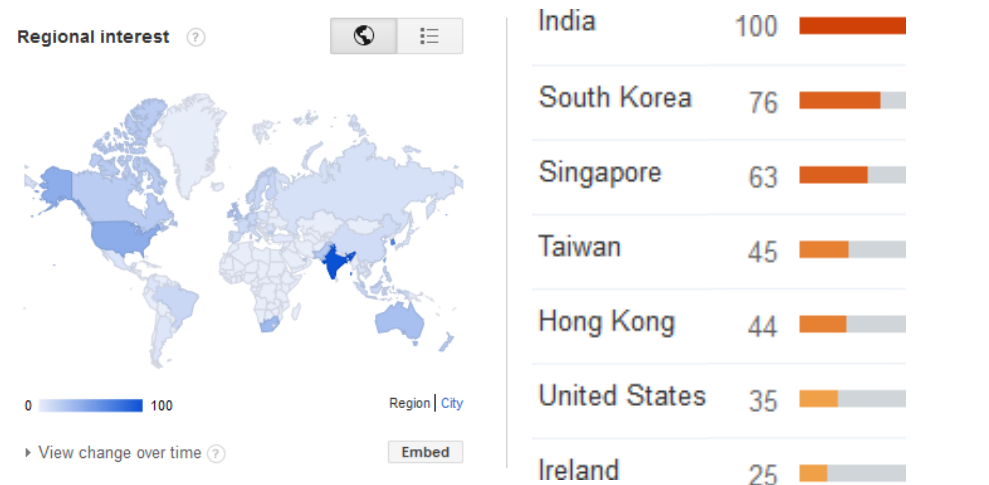 Regional interest ?
0 100
Region City
View change over time ?
Embed
India 100
South Korea 76
Singapore 63
Taiwan 45
Hong Kong 44
United States 35
Ireland 25